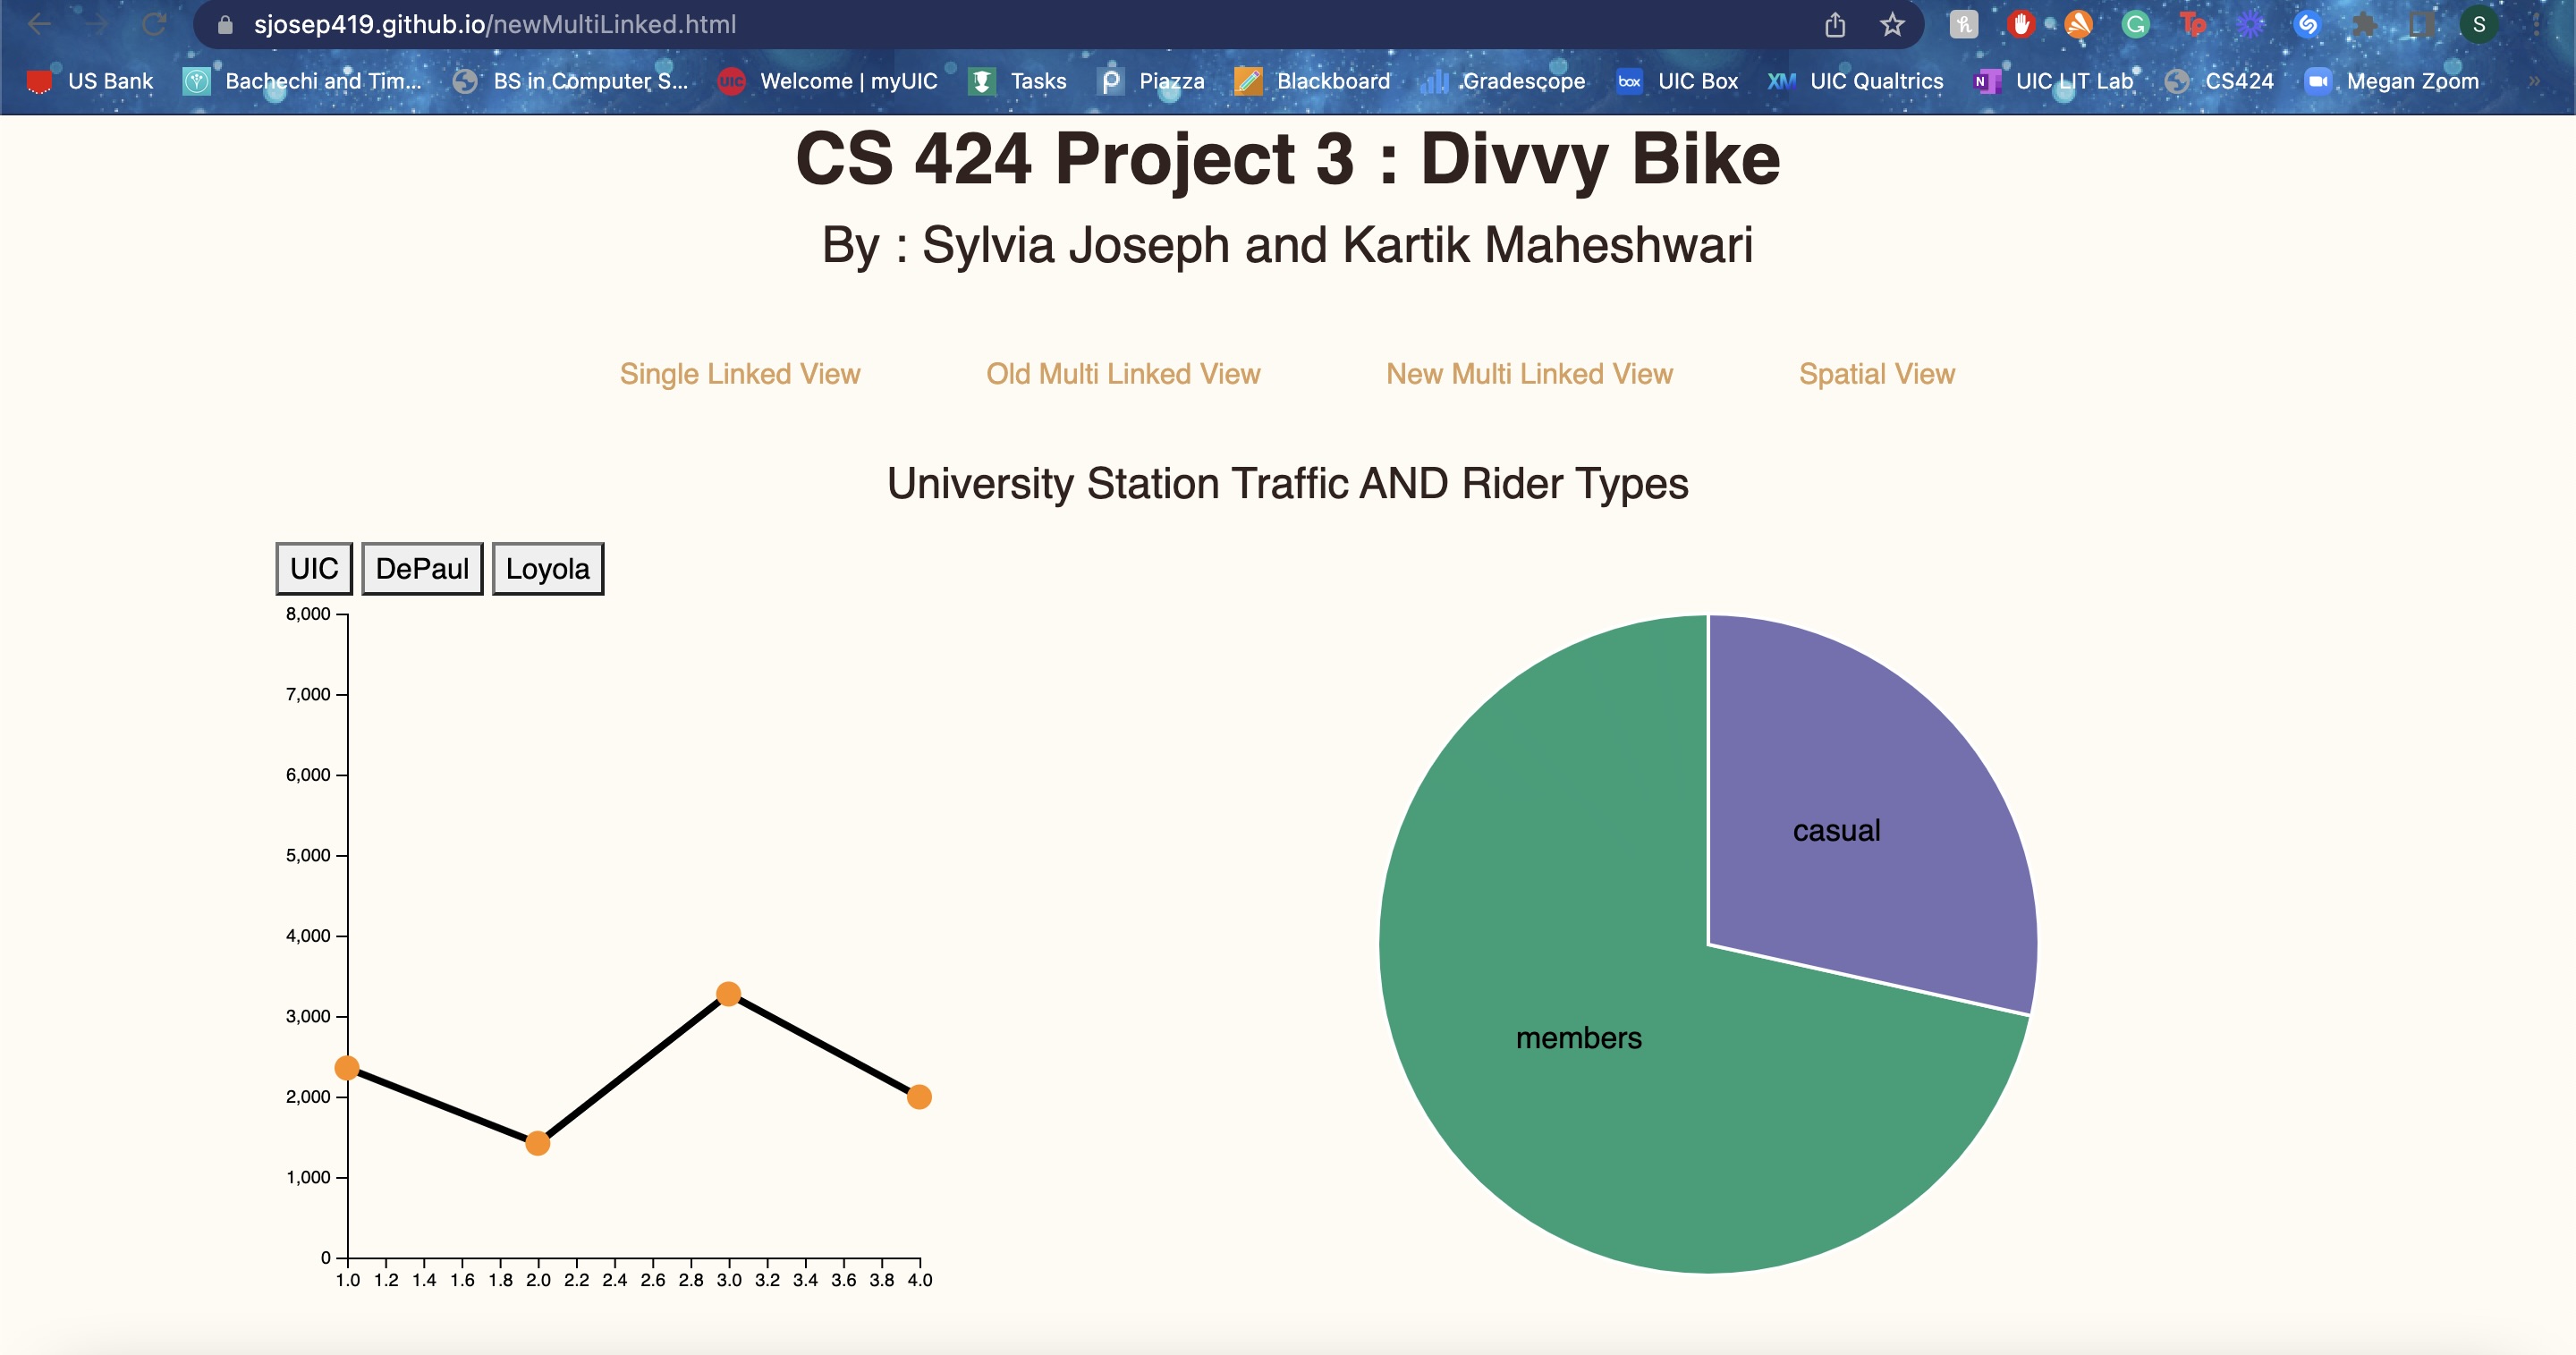 sjosep419.github.io/newMultiLinked.html
S
US Bank Bachechi and Tim... BS in Computer S... UIC Welcome | myUIC Tasks Piazza Blackboard Gradescope box UIC Box XM UIC Qualtrics N UIC LIT Lab CS424 Megan Zoom »
CS 424 Project 3 : Divvy Bike
By : Sylvia Joseph and Kartik Maheshwari
Single Linked View Old Multi Linked View New Multi Linked View Spatial View
University Station Traffic AND Rider Types
UIC DePaul Loyola
8,000
7,000
6,000
5,000
4,000
3,000
2,000
1,000
0
1.0 1.2 1.4 1.6 1.8 2.0 2.2 2.4 2.6 2.8 3.0 3.2 3.4 3.6 3.8 4.0
casual
members